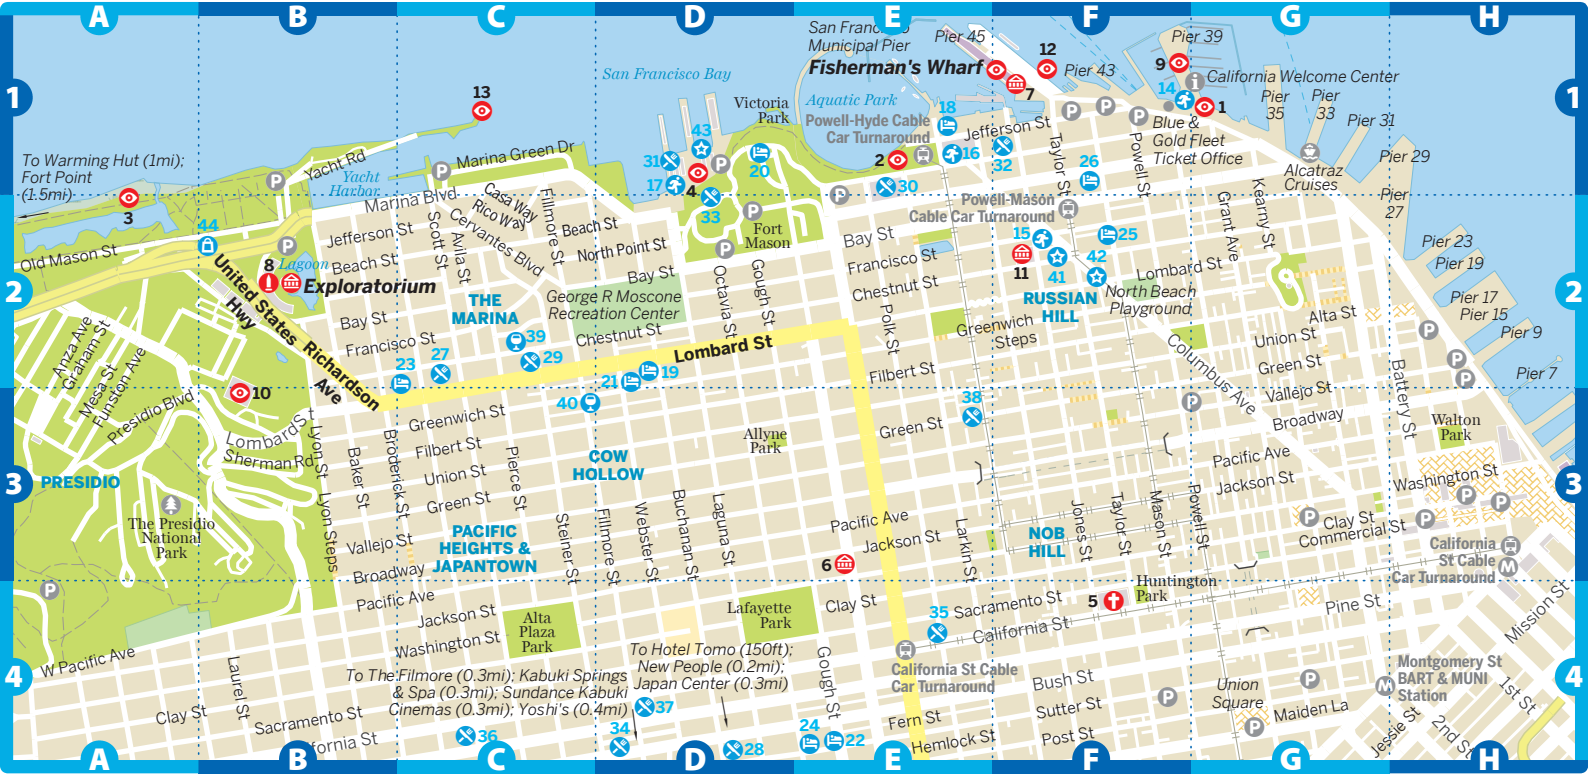 A
B
C
D
E
F
G
H
1
2
3
4
1
2
3
4
A
B
C
D
E
F
G
H
San Francisco
Municipal Pier
Pier 45
12
Pier 39
Fisherman's Wharf
9
Pier 43
California Welcome Center
7
14
1
San Francisco Bay
13
Victoria
Park
Aquatic Park
18
Powell-Hyde Cable
Car Turnaround
Jefferson St
Blue &
Gold Fleet
Ticket Office
Pier
35
Pier
33
Pier 31
Pier 29
Alcatraz
Cruises
Pier
27
To Warming Hut (1mi);
Fort Point
(1.5mi)
3
Yacht Rd
Yacht
Harbor
Marina Green Dr
Marina Blvd
43
31
17
4
33
20
2
16
32
26
30
Taylor St
Powell St
Powell-Mason
Cable Car Turnaround
Casa Way
Rico Way
Cervantes Blvd
Avila St
Scott St
Fillmore St
Beach St
North Point St
Bay St
Fort
Mason
Jefferson St
Beach St
Old Mason St
44
8
Lagoon
Exploratorium
United States
Hwy
Richardson
Ave
Bay St
Francisco St
THE
MARINA
George R Moscone
Recreation Center
Chestnut St
Octavia St
Gough St
Lombard St
Bay St
Francisco St
Chestnut St
Polk St
15
11
41
42
25
RUSSIAN
HILL
Lombard St
North Beach
Playground
Greenwich
Steps
Grant Ave
Kearny St
Alta St
Union St
Green St
Vallejo St
Broadway
Columbus Ave
Pier 23
Pier 19
Pier 17
Pier 15
Pier 9
Pier 7
Battery St
Walton
Park
Anza Ave
Graham St
Mesa St
Funston Ave
Presidio Blvd
10
23
27
39
29
21
19
40
38
Filbert St
Green St
Lombard St
Sherman Rd
Lyon St
Lyon Steps
Baker St
Broderick St
Greenwich St
Filbert St
Union St
Green St
Pierce St
COW
HOLLOW
Allyne
Park
PRESIDIO
The Presidio
National
Park
Vallejo St
Broadway
PACIFIC
HEIGHTS &
JAPANTOWN
Steiner St
Fillmore St
Webster St
Buchanan St
Laguna St
Pacific Ave
Jackson St
Larkin St
NOB
HILL
Jones St
Taylor St
Mason St
Powell St
Pacific Ave
Jackson St
Washington St
Clay St
Commercial St
California
St Cable
Car Turnaround
6
Huntington
Park
5
Pacific Ave
Jackson St
Washington St
Alta
Plaza
Park
Lafayette
Park
Clay St
35
Sacramento St
California St
Pine St
Mission St
W Pacific Ave
Laurel St
Clay St
Sacramento St
fornia St
To The Filmore (0.3mi); Kabuki Springs
& Spa (0.3mi); Sundance Kabuki
Cinemas (0.3mi); Yoshi's (0.4mi)
To Hotel Tomo (150ft);
New People (0.2mi);
Japan Center (0.3mi)
Gough St
California St Cable
Car Turnaround
Bush St
Sutter St
Post St
Fern St
Hemlock St
Union
Square
Maiden La
Montgomery St
BART & MUNI
Station
1st St
2nd St
Jessie St
36
34
37
28
24
22